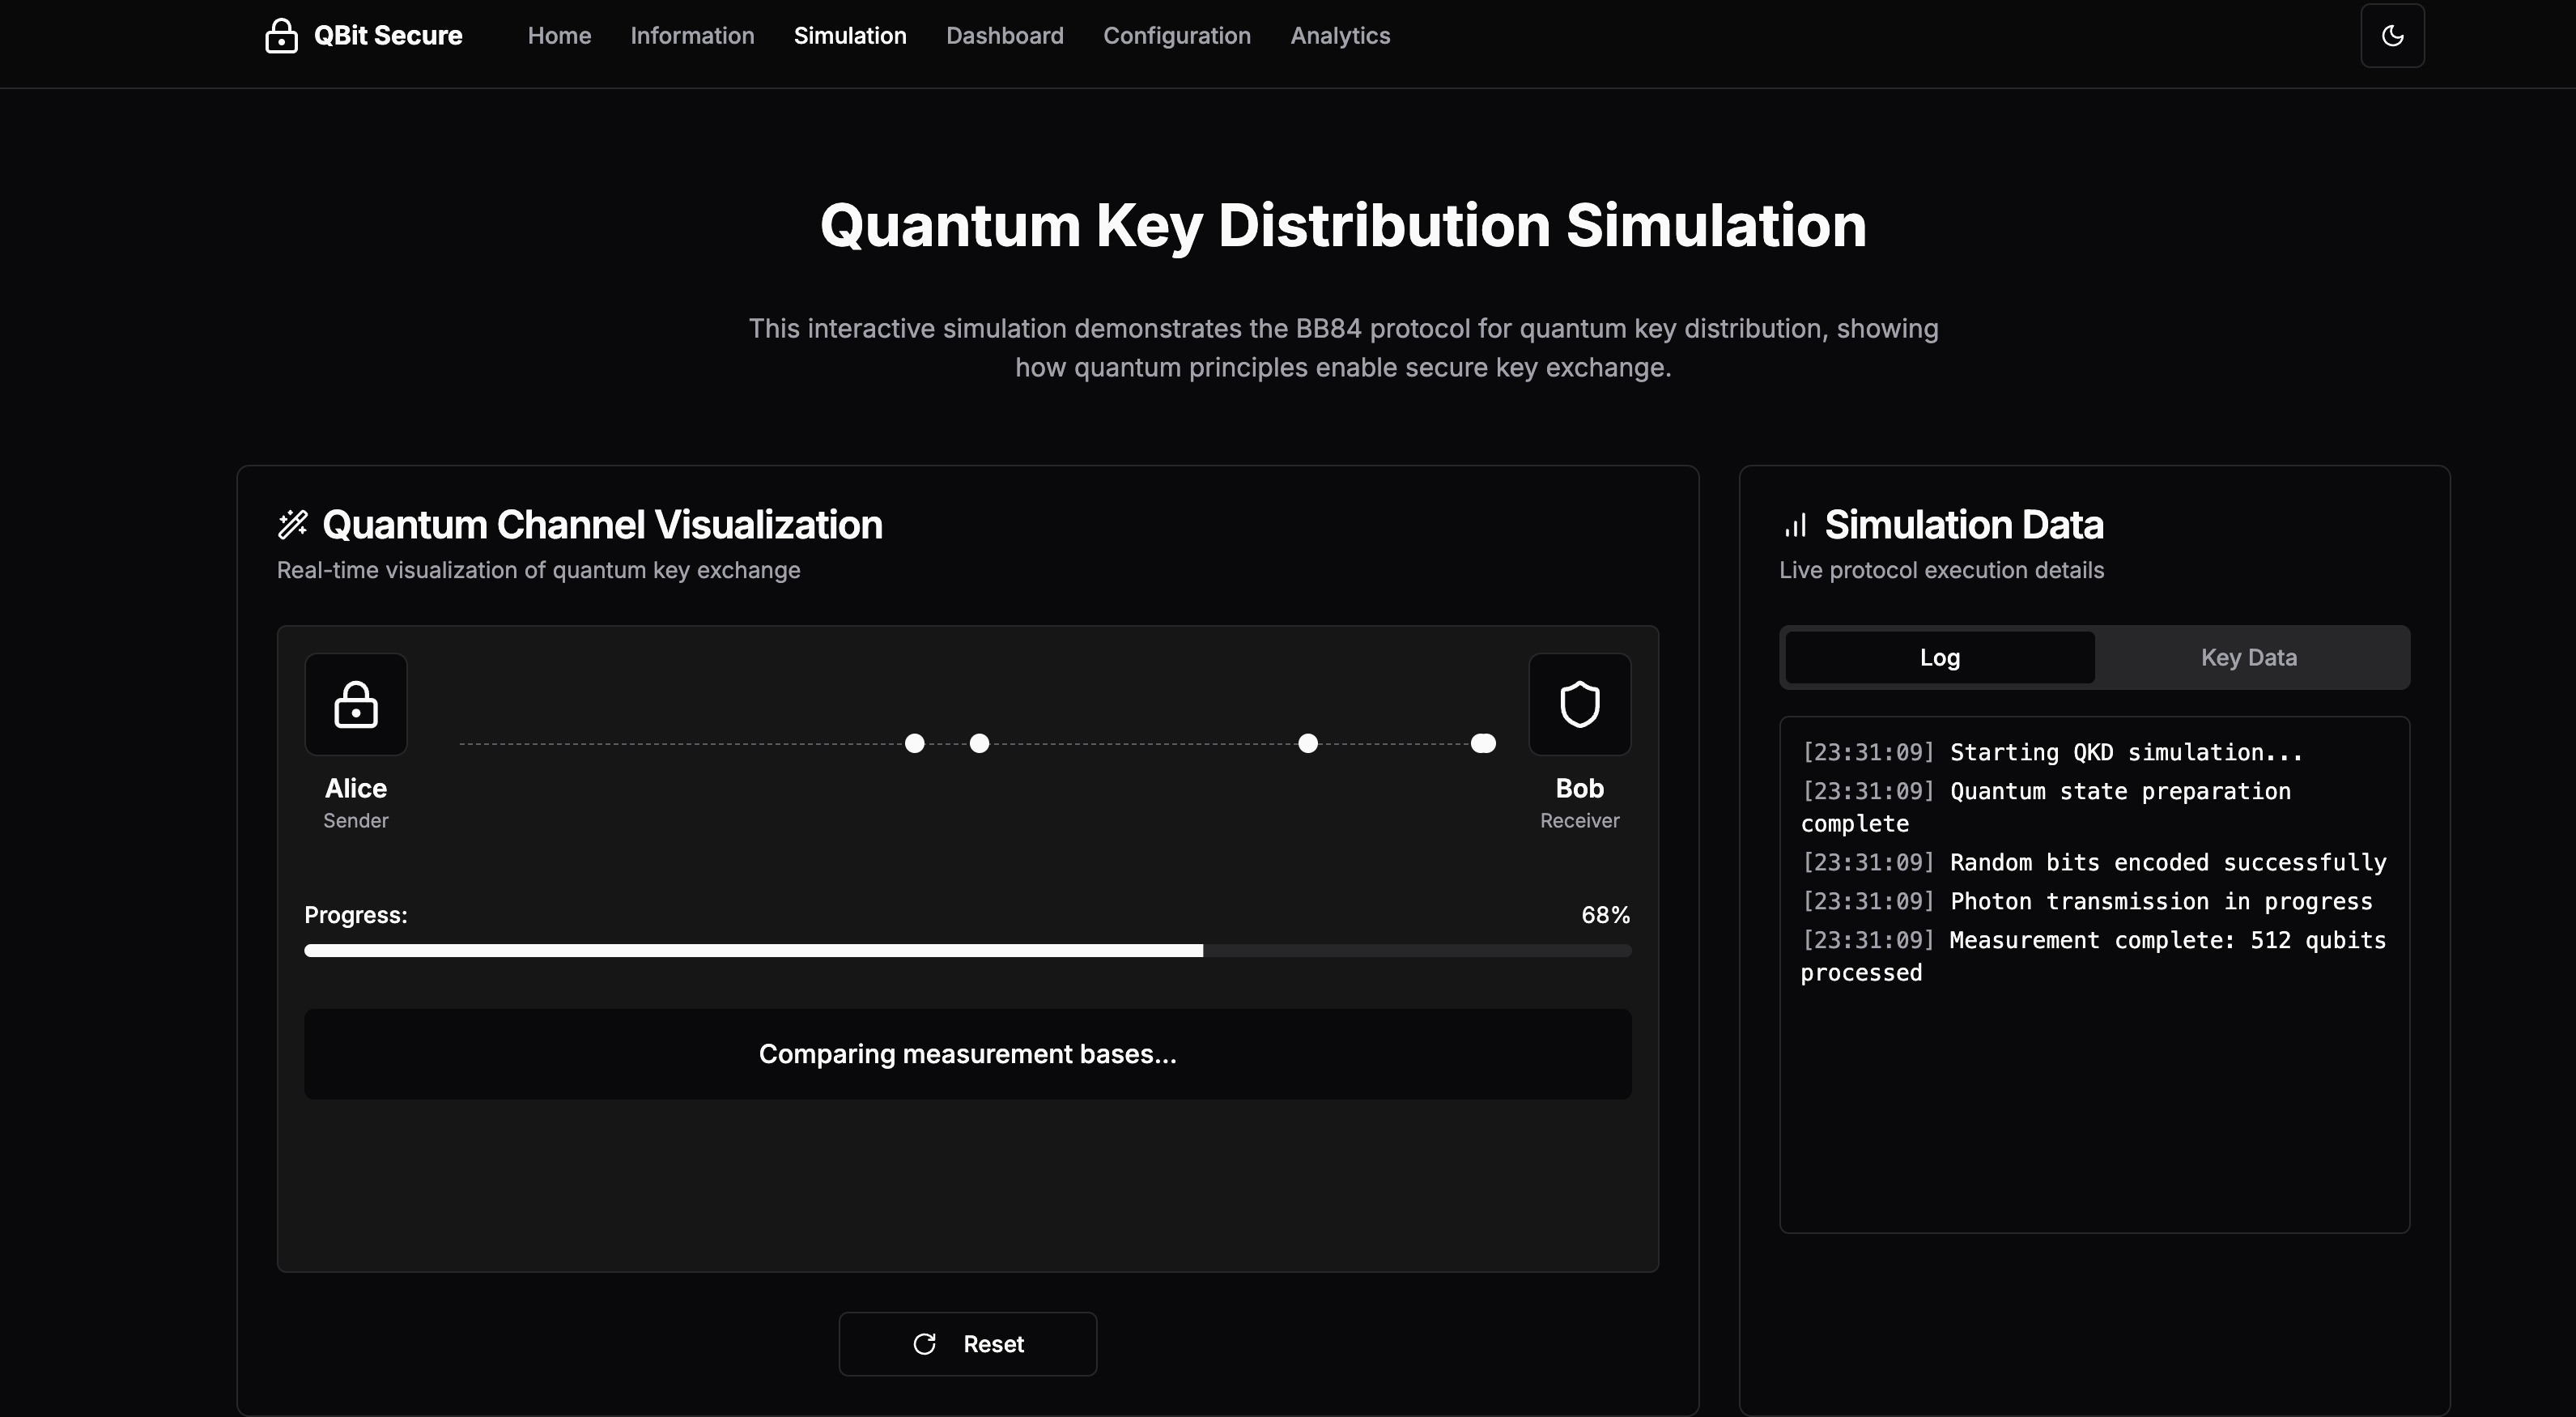 QBit Secure
Home
Information
Simulation
Dashboard
Configuration
Analytics
Quantum Key Distribution Simulation
This interactive simulation demonstrates the BB84 protocol for quantum key distribution, showing
how quantum principles enable secure key exchange.
Quantum Channel Visualization
Real-time visualization of quantum key exchange
Alice
Sender
Bob
Receiver
Progress:
68%
Comparing measurement bases...
Reset
Simulation Data
Live protocol execution details
Log
Key Data
[23:31:09] Starting QKD simulation...
[23:31:09] Quantum state preparation
complete
[23:31:09] Random bits encoded successfully
[23:31:09] Photon transmission in progress
[23:31:09] Measurement complete: 512 qubits
processed